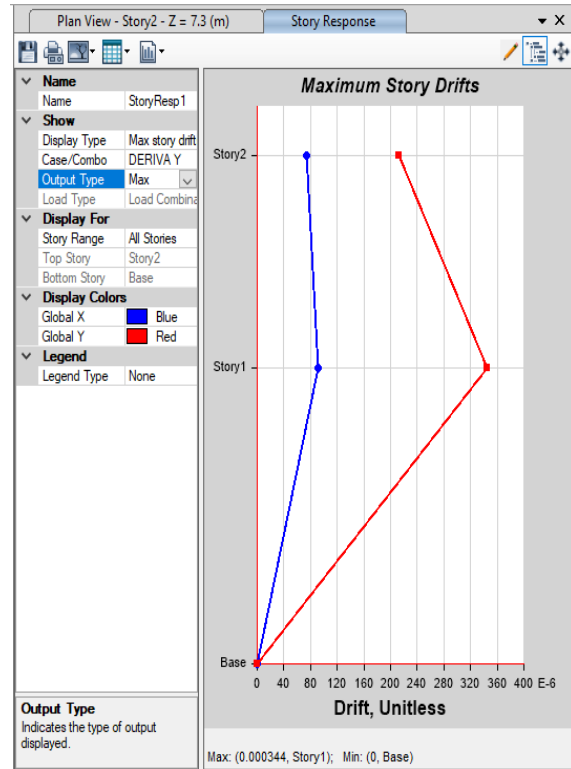 Plan View - Story2 - Z = 7.3 (m)
Story Response
Name
Name StoryResp1
Show
Display Type Max story drift
Case/Combo DERIVA Y
Output Type Max
Load Type Load Combina
Display For
Story Range All Stories
Top Story Story2
Bottom Story Base
Display Colors
Global X Blue
Global Y Red
Legend
Legend Type None
Output Type
Indicates the type of output
displayed.
Maximum Story Drifts
Story2
Story1
Base
0 40 80 120 160 200 240 280 320 360 400 E-6
Drift, Unitless
Max: (0.000344, Story1); Min: (0, Base)